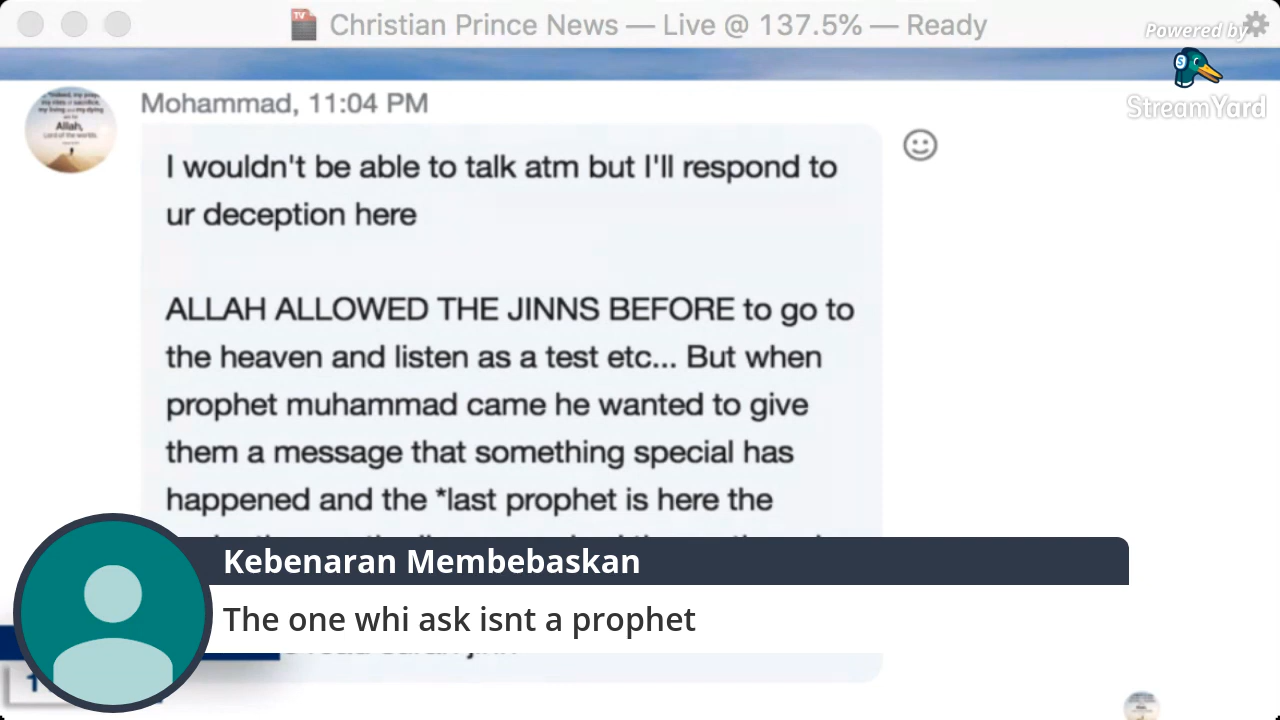 Christian Prince News — Live @ 137.5% — Ready
Powered by
StreamYard
Mohammad, 11:04 PM
I wouldn't be able to talk atm but I'll respond to
ur deception here
ALLAH ALLOWED THE JINNS BEFORE to go to
the heaven and listen as a test etc... But when
prophet muhammad came he wanted to give
them a message that something special has
happened and the *last prophet is here the
Kebenaran Membebaskan
The one whi ask isnt a prophet